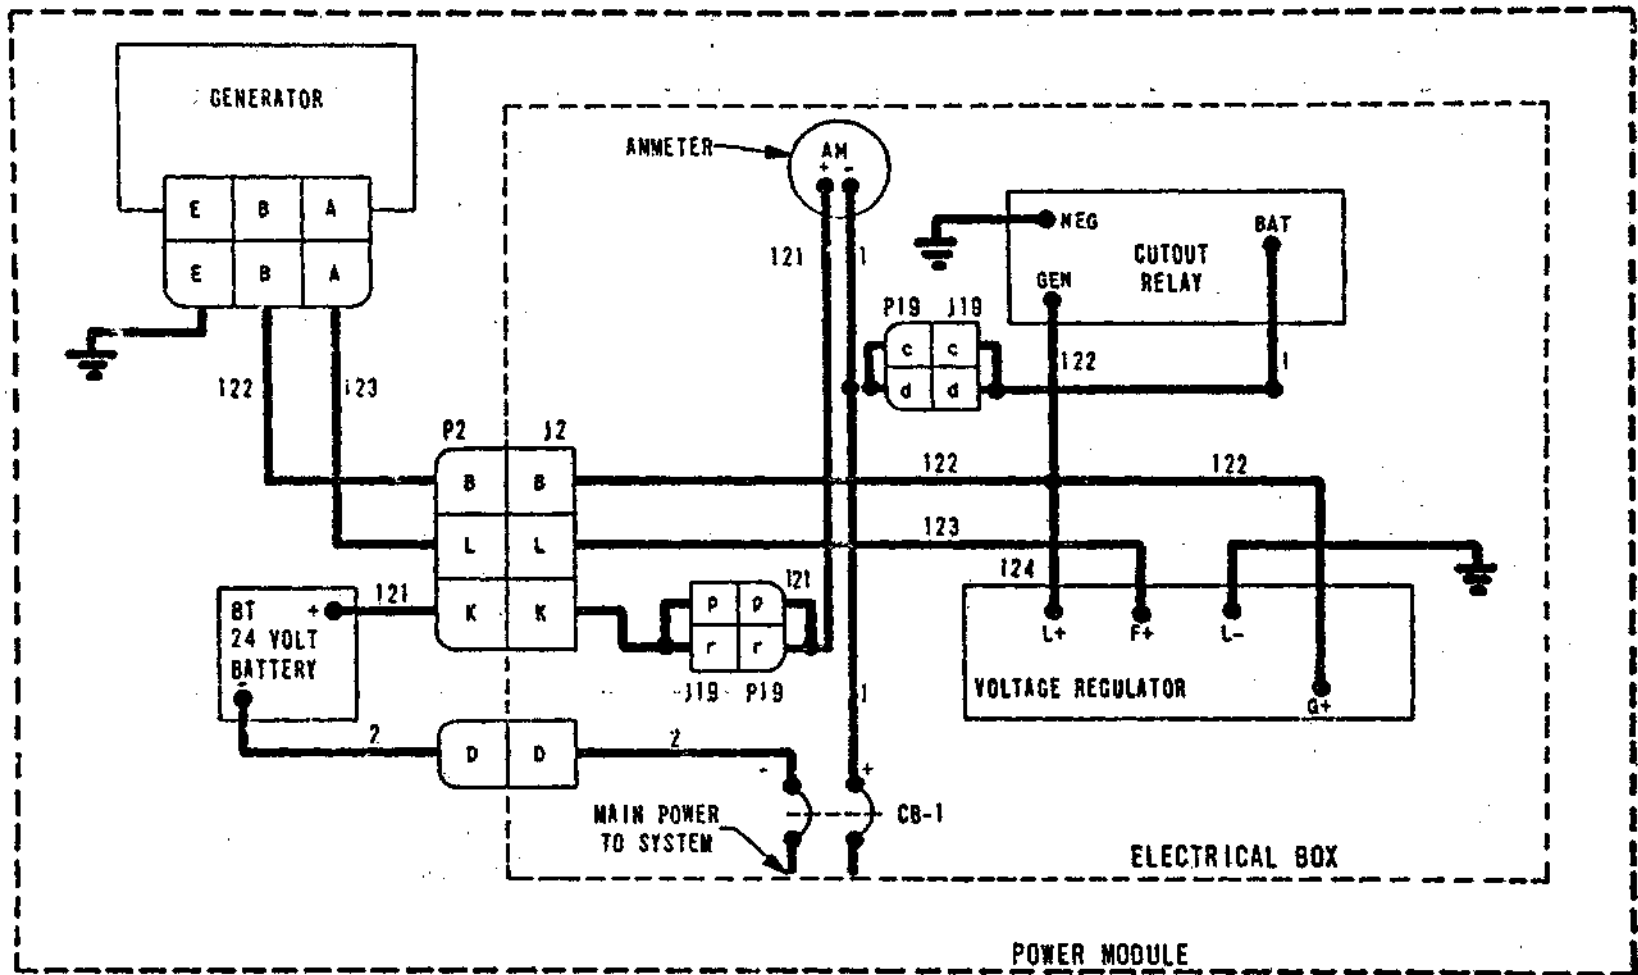 GENERATOR
E B A
E B A
122
123
AMMETER
AM
+ -
121
1
NEG
BAT
CUTOUT
RELAY
GEN
P19 J19
c c
d d
122
1
P2 J2
B B
122
122
L L
123
K K
121
BT +
24 VOLT
BATTERY
-
124
L+
F+
L-
VOLTAGE REGULATOR
G+
p p
121
r r
J19 P19
1
2
D D
2
- +
CB-1
MAIN POWER
TO SYSTEM
ELECTRICAL BOX
POWER MODULE